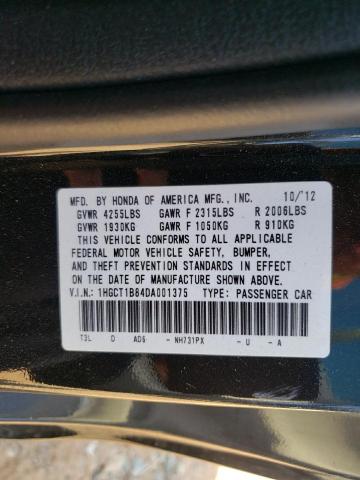 MFD. BY HONDA OF AMERICA MFG., INC. 10/12
GVWR 4255LBS GAWR F 2315LBS R 2006LBS
GVWR 1930KG GAWR F 1050KG R 910KG
THIS VEHICLE CONFORMS TO ALL APPLICABLE
FEDERAL MOTOR VEHICLE SAFETY, BUMPER,
AND THEFT PREVENTION STANDARDS IN EFFECT
ON THE DATE OF MANUFACTURE SHOWN ABOVE.
V.I.N.: 1HGCT1B84DA001375 TYPE: PASSENGER CAR
T3L D AD6 - NH731PX - U - A